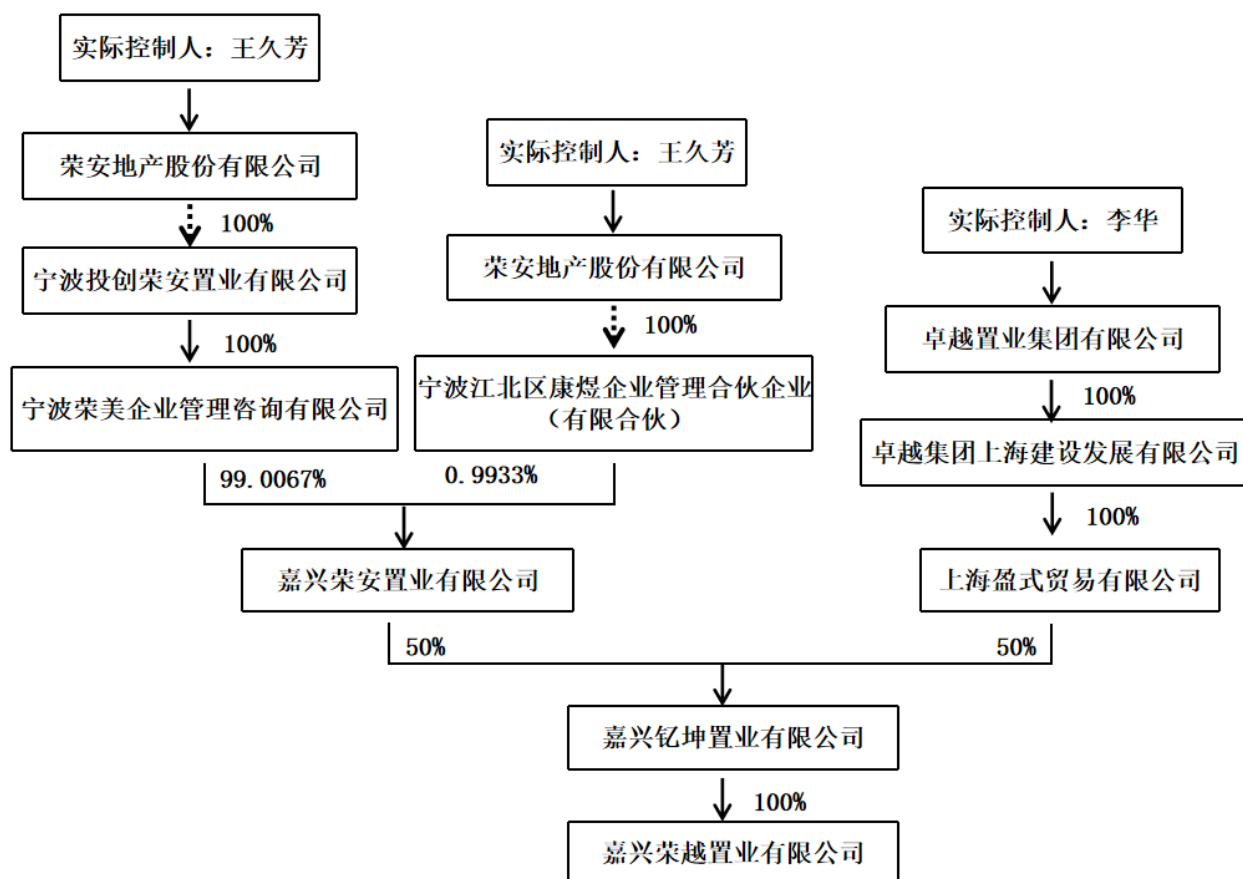 实际控制人：王久芳
荣安地产股份有限公司
100%
宁波投创荣安置业有限公司
100%
宁波荣美企业管理咨询有限公司
99.0067%
实际控制人：王久芳
荣安地产股份有限公司
100%
宁波江北区康煜企业管理合伙企业
（有限合伙）
0.9933%
嘉兴荣安置业有限公司
50%
实际控制人：李华
卓越置业集团有限公司
100%
卓越集团上海建设发展有限公司
100%
上海盈式贸易有限公司
50%
嘉兴钇坤置业有限公司
100%
嘉兴荣越置业有限公司